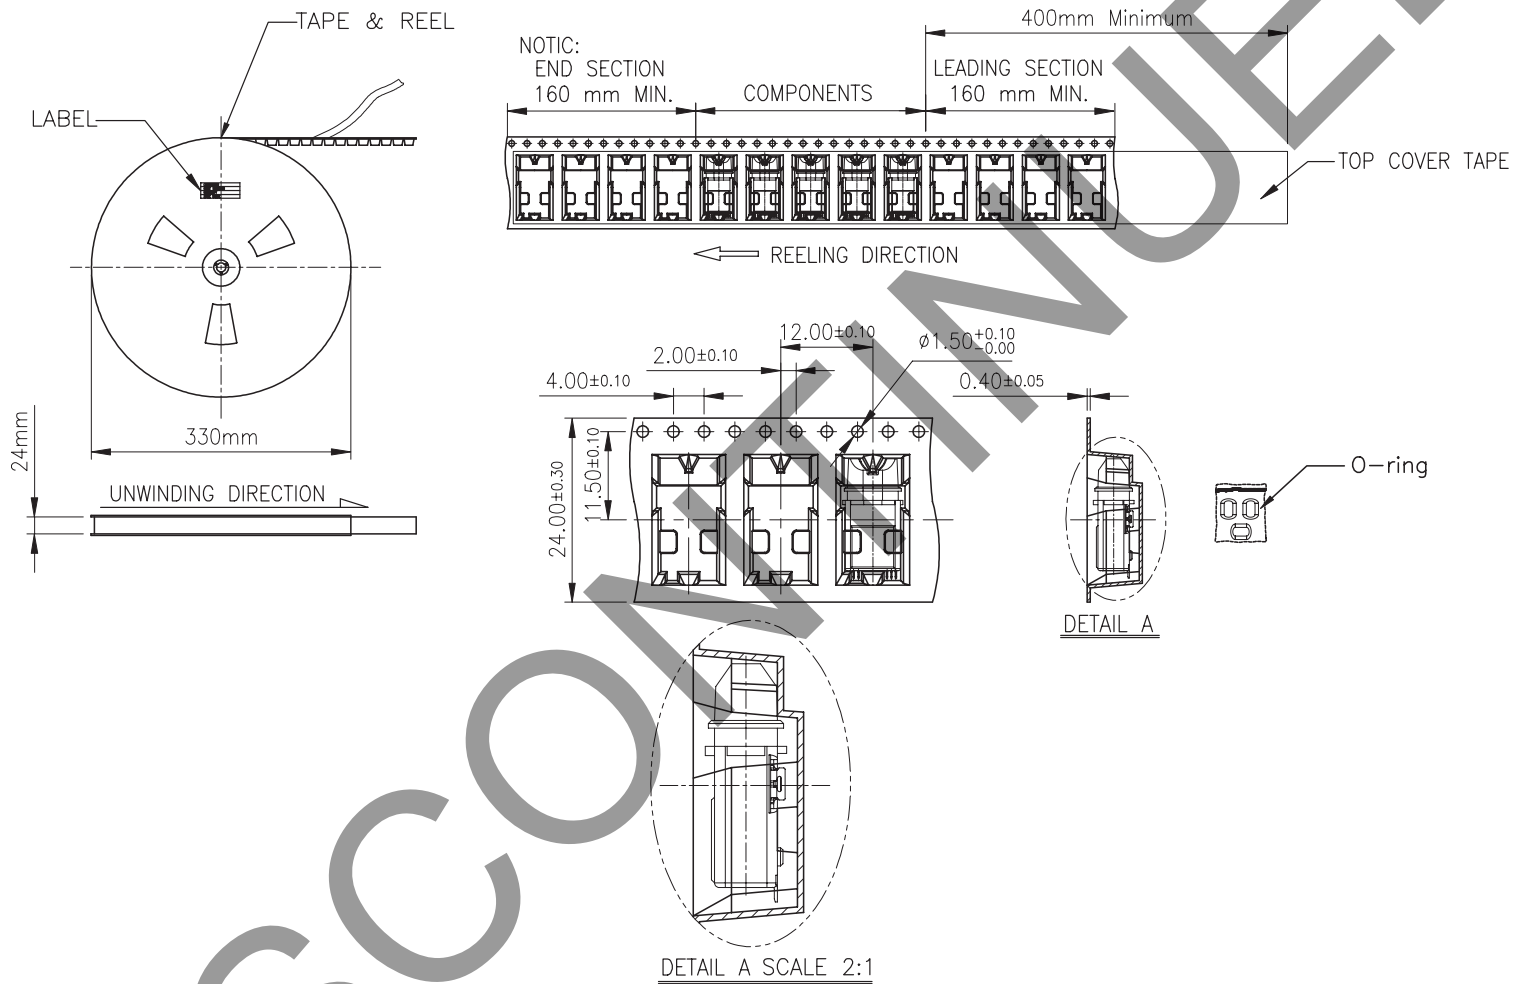 TAPE & REEL
LABEL
330mm
24mm
UNWINDING DIRECTION
NOTIC:
END SECTION
160 mm MIN.
COMPONENTS
400mm Minimum
LEADING SECTION
160 mm MIN.
TOP COVER TAPE
REELING DIRECTION
12.00±0.10
2.00±0.10
4.00±0.10
ø1.50+0.10
-0.00
0.40±0.05
24.00±0.30
11.50±0.10
O-ring
DETAIL A
DETAIL A SCALE 2:1
SCONTINUE